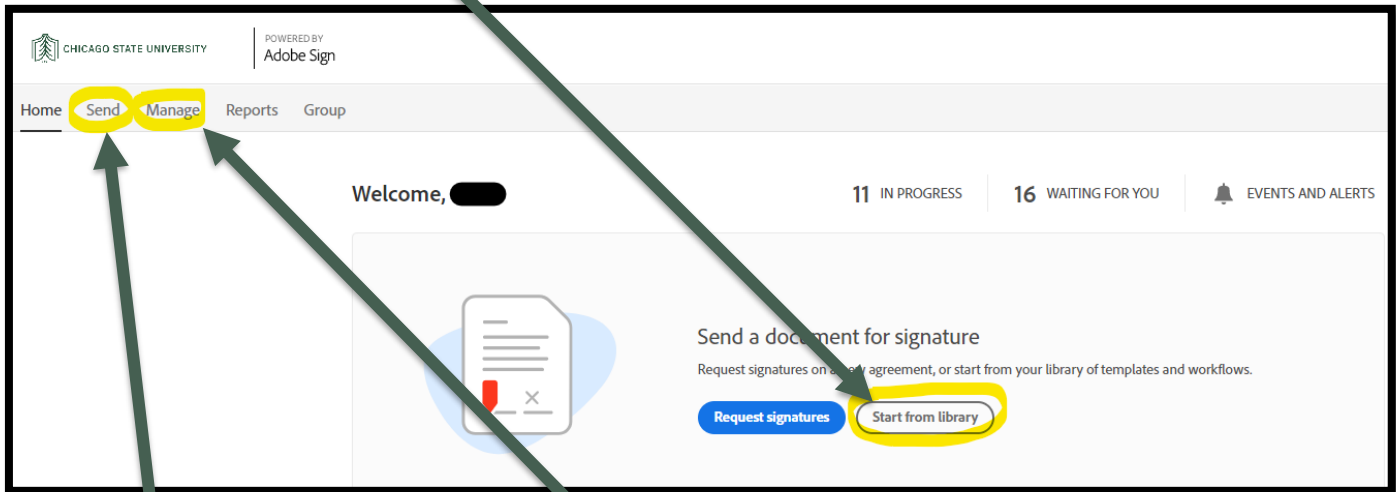 CHICAGO STATE UNIVERSITY
POWERED BY
Adobe Sign
Home Send Manage Reports Group
Welcome,
11 IN PROGRESS 16 WAITING FOR YOU EVENTS AND ALERTS
Send a document for signature
Request signatures on a new agreement, or start from your library of templates and workflows.
Request signatures Start from library